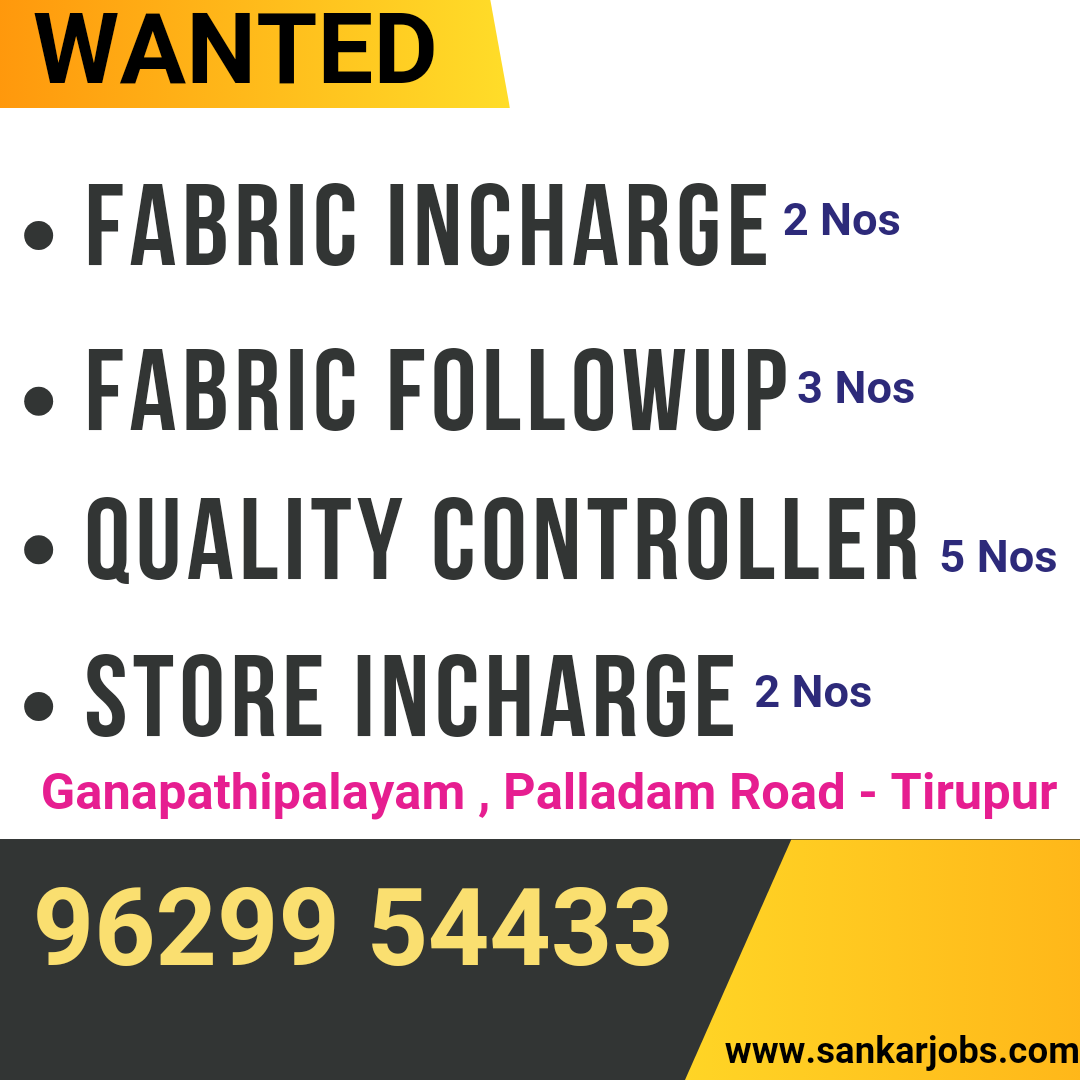 WANTED
• FABRIC INCHARGE 2 Nos
• FABRIC FOLLOWUP 3 Nos
• QUALITY CONTROLLER 5 Nos
• STORE INCHARGE 2 Nos
Ganapathipalayam , Palladam Road - Tirupur
96299 54433
www.sankarjobs.com